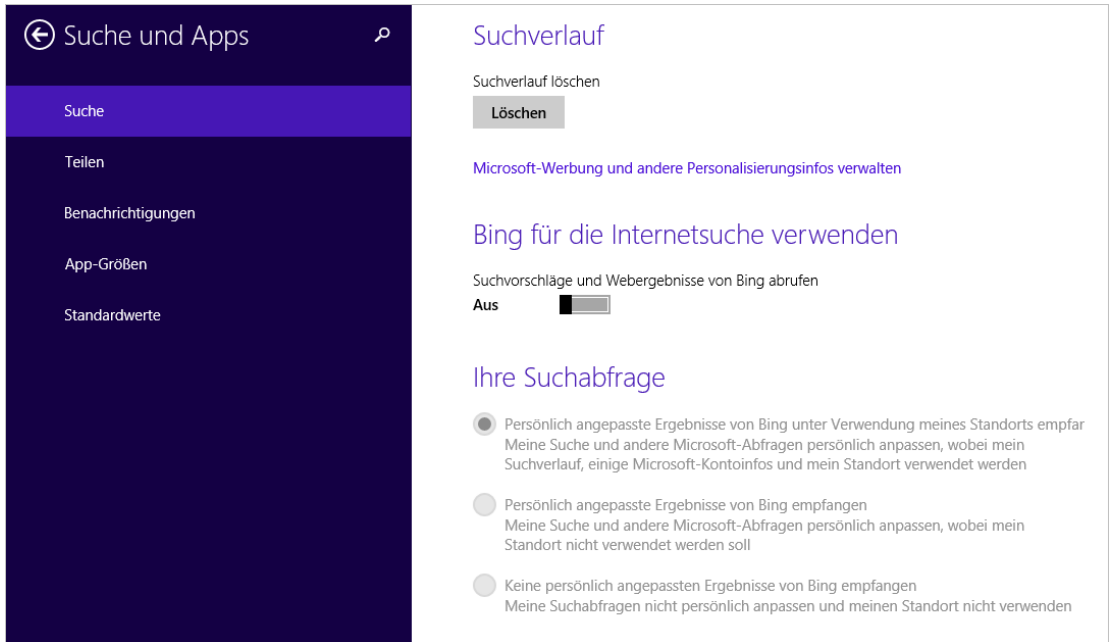 Suche und Apps
Suche
Teilen
Benachrichtigungen
App-Größen
Standardwerte
Suchverlauf
Suchverlauf löschen
Löschen
Microsoft-Werbung und andere Personalisierungsinfos verwalten
Bing für die Internetsuche verwenden
Suchvorschläge und Webergebnisse von Bing abrufen
Aus
Ihre Suchabfrage
Persönlich angepasste Ergebnisse von Bing unter Verwendung meines Standorts empfar
Meine Suche und andere Microsoft-Abfragen persönlich anpassen, wobei mein
Suchverlauf, einige Microsoft-Kontoinfos und mein Standort verwendet werden
Persönlich angepasste Ergebnisse von Bing empfangen
Meine Suche und andere Microsoft-Abfragen persönlich anpassen, wobei mein
Standort nicht verwendet werden soll
Keine persönlich angepassten Ergebnisse von Bing empfangen
Meine Suchabfragen nicht persönlich anpassen und meinen Standort nicht verwenden